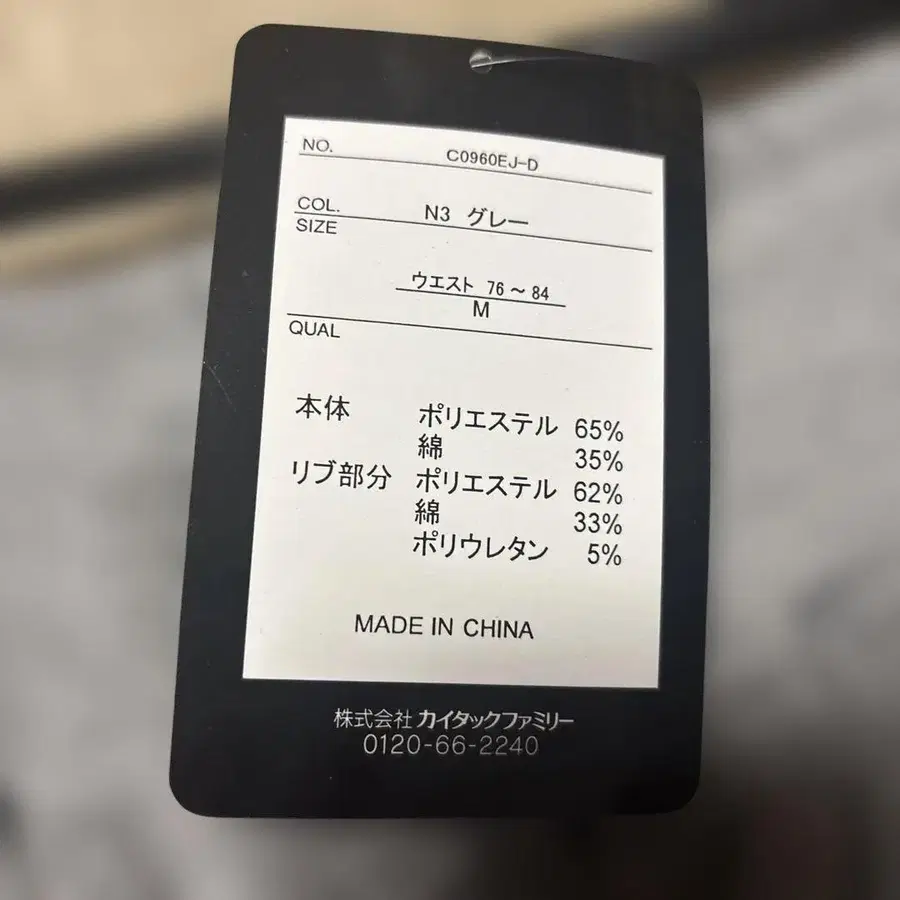 NO. C0960EJ-D
COL. N3 グレー
SIZE
ウエスト 76～84
M
QUAL
本体 ポリエステル 65%
綿 35%
リブ部分 ポリエステル 62%
綿 33%
ポリウレタン 5%
MADE IN CHINA
株式会社 カイタックファミリー
0120-66-2240